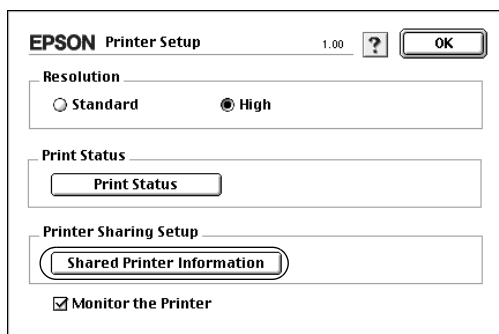 EPSON Printer Setup 1.00 ? OK
Resolution
Standard High
Print Status
Print Status
Printer Sharing Setup
Shared Printer Information
Monitor the Printer